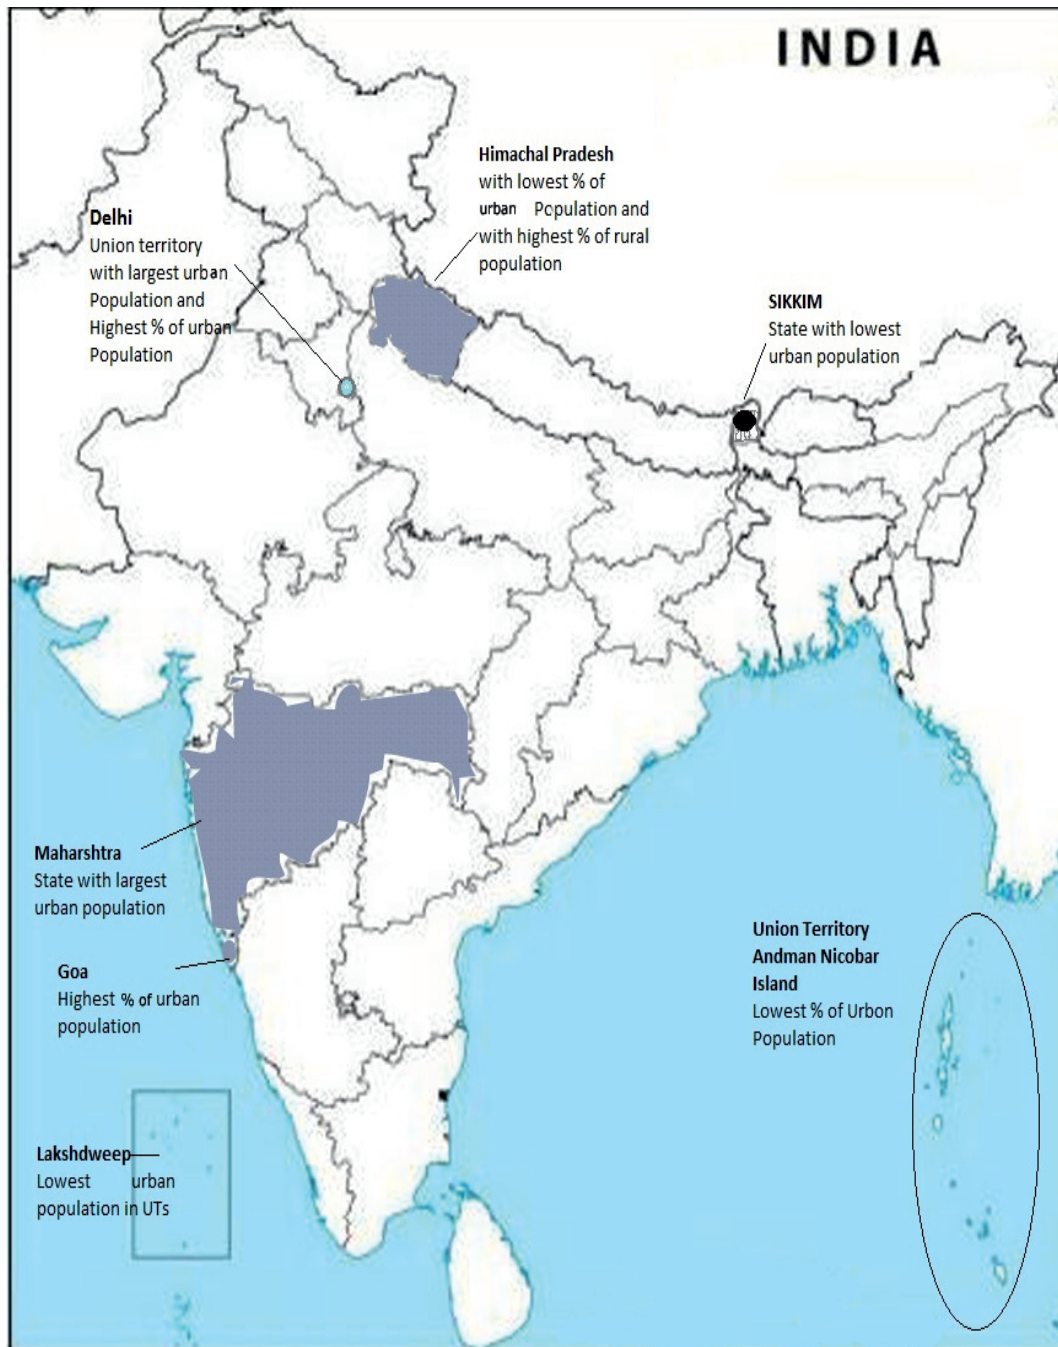 INDIA
Himachal Pradesh
with lowest % of
urban Population and
with highest % of rural
population
Delhi
Union territory
with largest urban
Population and
Highest % of urban
Population
SIKKIM
State with lowest
urban population
Maharshtra
State with largest
urban population
Goa
Highest % of urban
population
Union Territory
Andman Nicobar
Island
Lowest % of Urbon
Population
Lakshdweep
Lowest urban
population in UTs